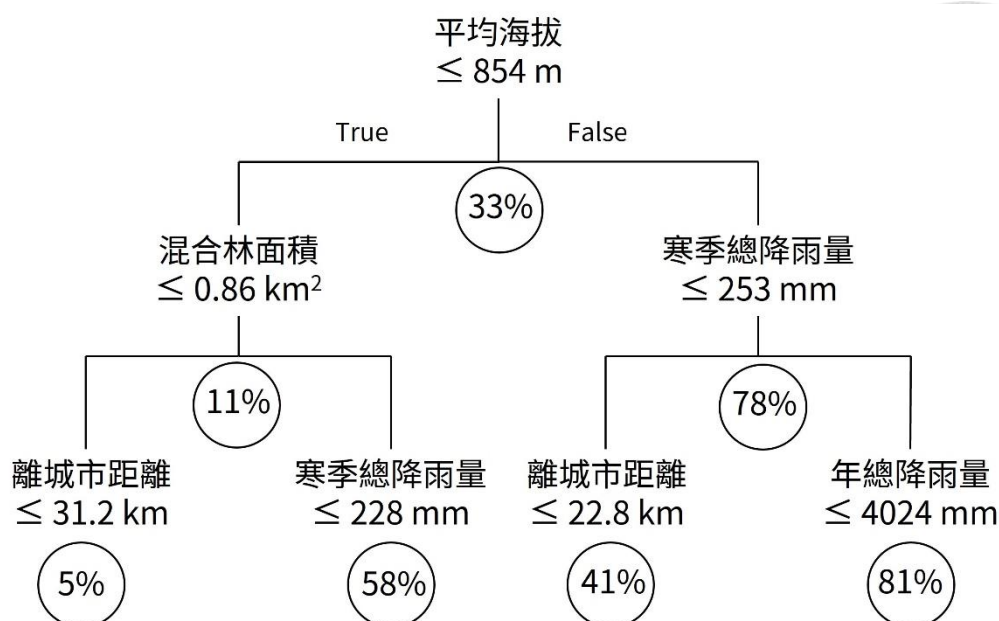 平均海拔
≤ 854 m
True
False
33%
混合林面積
≤ 0.86 km²
寒季總降雨量
≤ 253 mm
11%
78%
離城市距離
≤ 31.2 km
寒季總降雨量
≤ 228 mm
離城市距離
≤ 22.8 km
年總降雨量
≤ 4024 mm
5%
58%
41%
81%